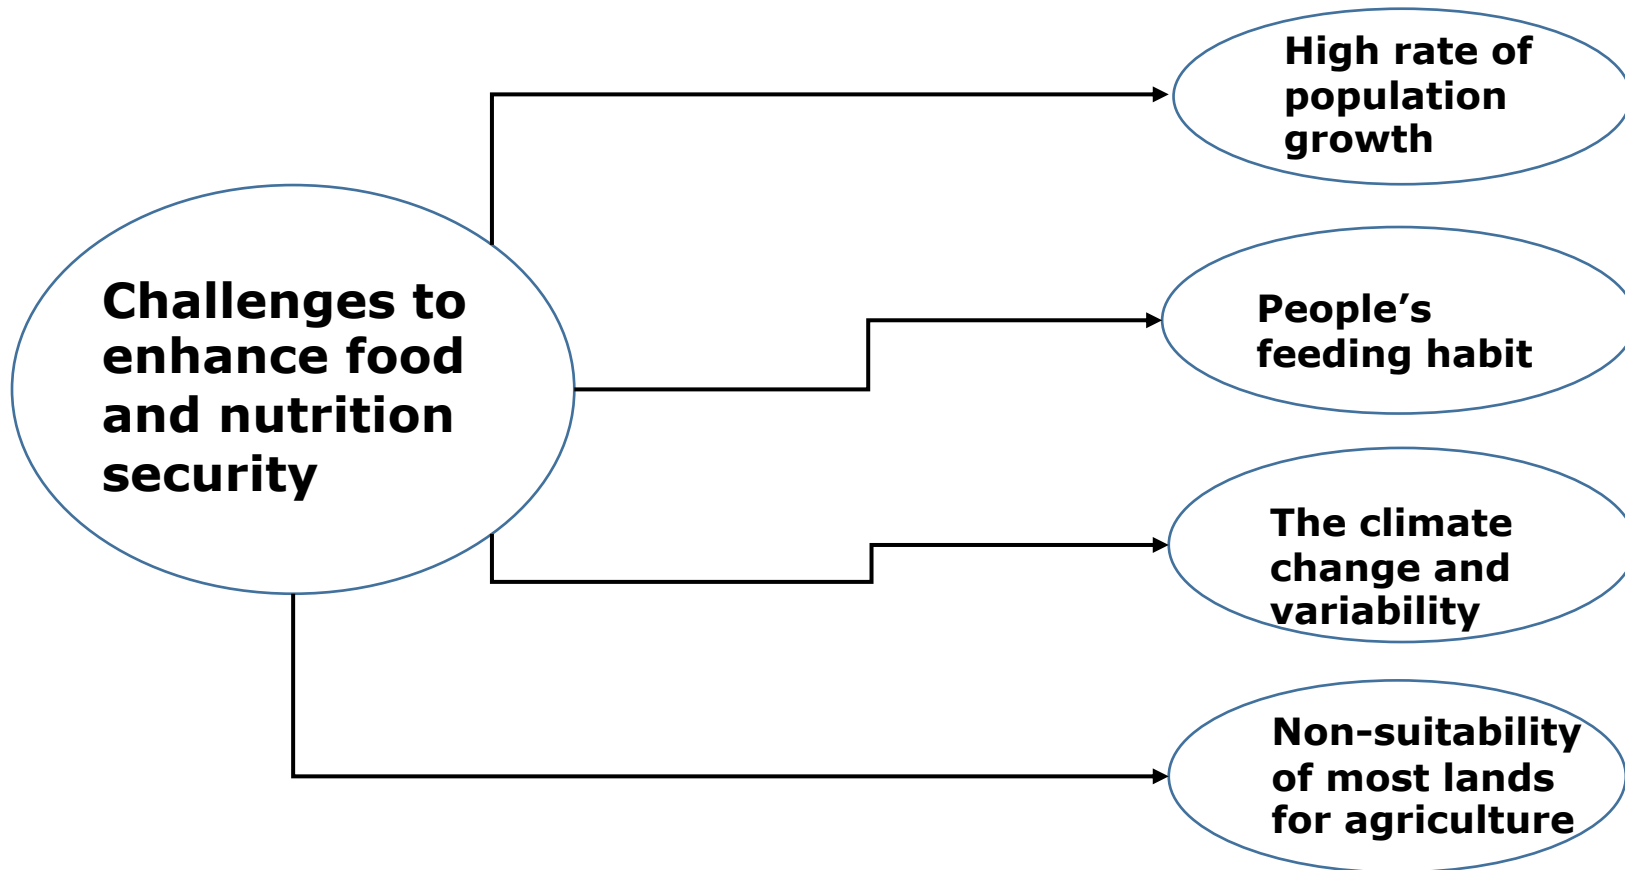 High rate of
population
growth
Challenges to
enhance food
and nutrition
security
People’s
feeding habit
The climate
change and
variability
Non-suitability
of most lands
for agriculture